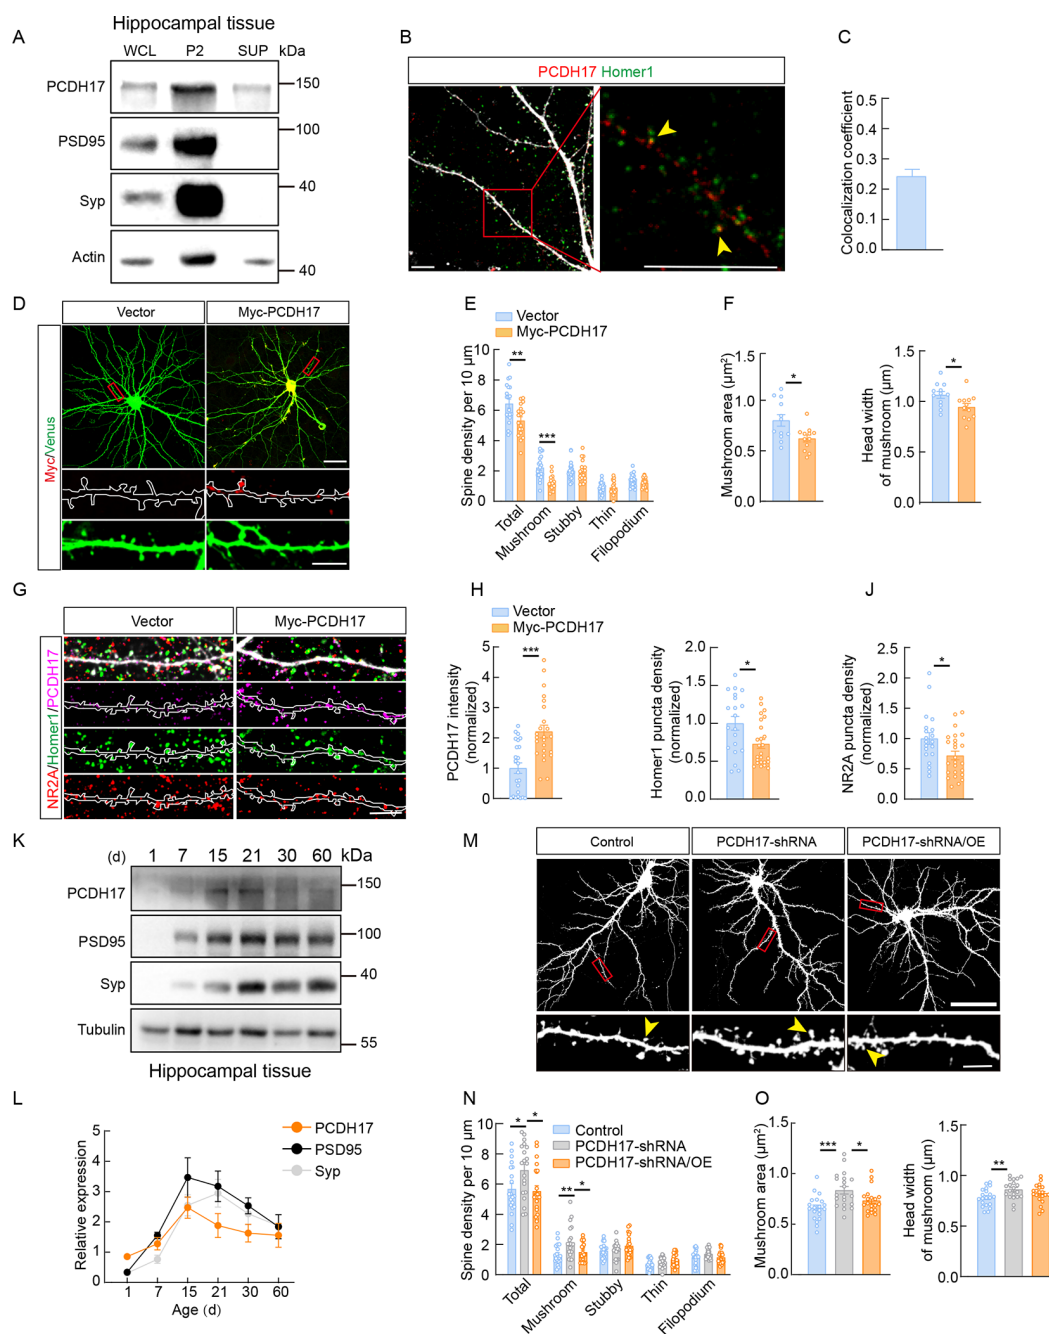 A
Hippocampal tissue
WCL P2 SUP kDa
PCDH17
150
PSD95
100
Syp
40
Actin
40
B
PCDH17 Homer1
C
Colocalization coefficient
0.5
0.4
0.3
0.2
0.1
0.0
D
Vector
Myc-PCDH17
Myc/Venus
E
Vector
Myc-PCDH17
Spine density per 10 µm
10
8
6
4
2
0
**
***
Total
Mushroom
Stubby
Thin
Filopodium
F
Mushroom area (µm²)
1.5
1.0
0.5
0.0
*
Head width
of mushroom (µm)
1.5
1.0
0.5
0.0
*
G
Vector
Myc-PCDH17
NR2A/Homer1/PCDH17
H
Vector
Myc-PCDH17
PCDH17 intensity
(normalized)
5
4
3
2
1
0
***
Homer1 puncta density
(normalized)
2.0
1.5
1.0
0.5
0.0
*
J
NR2A puncta density
(normalized)
2.5
2.0
1.5
1.0
0.5
0.0
*
K
(d) 1 7 15 21 30 60 kDa
PCDH17
150
PSD95
100
Syp
40
Tubulin
55
Hippocampal tissue
L
Relative expression
5
4
3
2
1
0
1 7 15 21 30 60
Age (d)
PCDH17
PSD95
Syp
M
Control
PCDH17-shRNA
PCDH17-shRNA/OE
N
Spine density per 10 µm
10
8
6
4
2
0
* *
** *
Control
PCDH17-shRNA
PCDH17-shRNA/OE
Total
Mushroom
Stubby
Thin
Filopodium
O
Mushroom area (µm²)
1.5
1.0
0.5
0.0
*** *
Head width
of mushroom (µm)
1.5
1.0
0.5
0.0
**